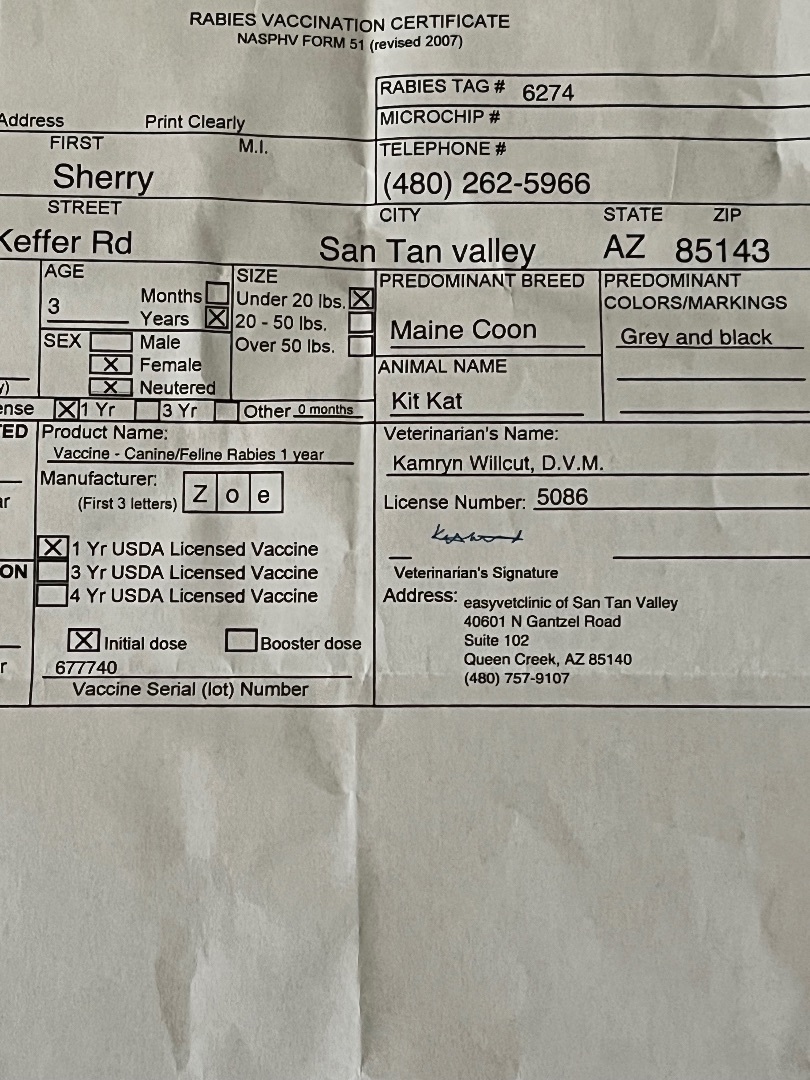 RABIES VACCINATION CERTIFICATE
NASPHV FORM 51 (revised 2007)
RABIES TAG # 6274
MICROCHIP #
Address Print Clearly
FIRST M.I.
TELEPHONE #
Sherry
(480) 262-5966
STREET
CITY STATE ZIP
Keffer Rd San Tan valley AZ 85143
AGE
3
Months
X Years
SIZE
Under 20 lbs. X
20 - 50 lbs.
Over 50 lbs.
PREDOMINANT BREED
Maine Coon
PREDOMINANT
COLORS/MARKINGS
Grey and black
SEX Male
X Female
X Neutered
ANIMAL NAME
Kit Kat
ense X 1 Yr 3 Yr Other 0 months
ED
Product Name:
Vaccine - Canine/Feline Rabies 1 year
Manufacturer:
(First 3 letters) Z o e
X 1 Yr USDA Licensed Vaccine
ON 3 Yr USDA Licensed Vaccine
4 Yr USDA Licensed Vaccine
X Initial dose Booster dose
r 677740
Vaccine Serial (lot) Number
Veterinarian's Name:
Kamryn Willcut, D.V.M.
License Number: 5086
Veterinarian's Signature
Address: easyvetclinic of San Tan Valley
40601 N Gantzel Road
Suite 102
Queen Creek, AZ 85140
(480) 757-9107